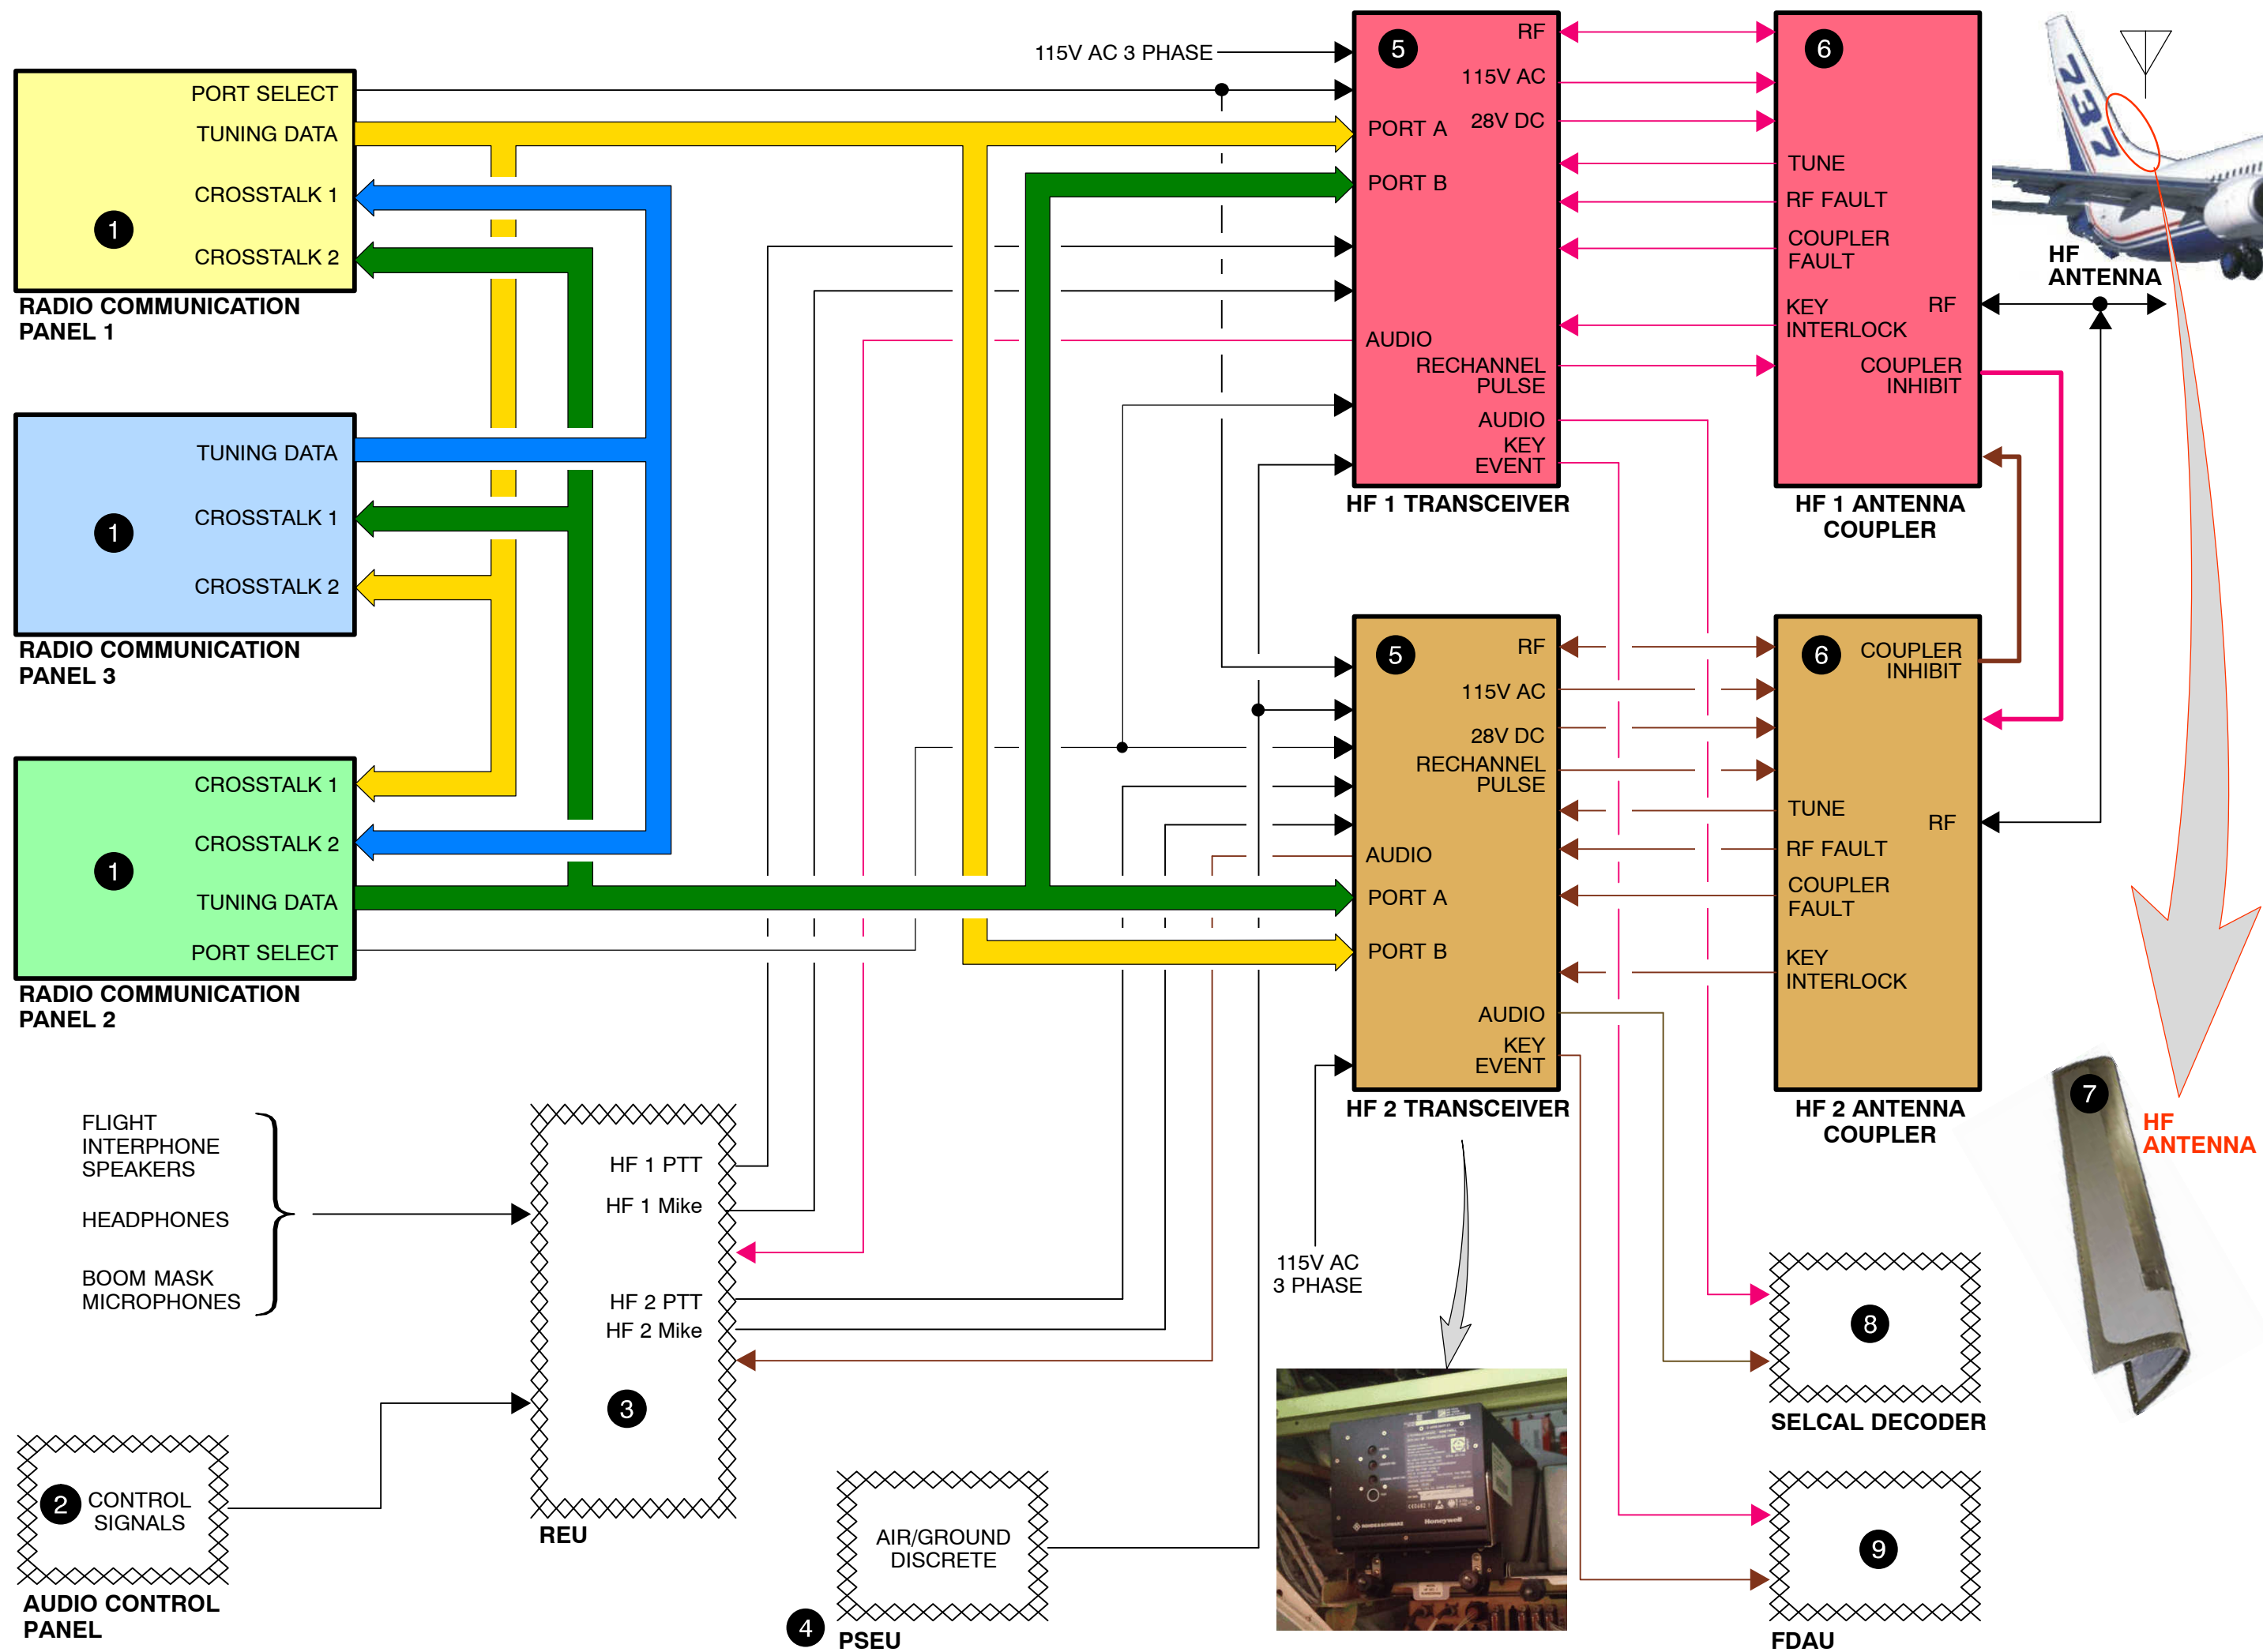 115V AC 3 PHASE
PORT SELECT
TUNING DATA
CROSSTALK 1
1
CROSSTALK 2
RADIO COMMUNICATION
PANEL 1
TUNING DATA
CROSSTALK 1
1
CROSSTALK 2
RADIO COMMUNICATION
PANEL 3
CROSSTALK 1
CROSSTALK 2
1
TUNING DATA
PORT SELECT
RADIO COMMUNICATION
PANEL 2
5
RF
115V AC
PORT A
28V DC
PORT B
AUDIO
RECHANNEL
PULSE
AUDIO
KEY
EVENT
HF 1 TRANSCEIVER
6
TUNE
RF FAULT
COUPLER
FAULT
RF
KEY
INTERLOCK
COUPLER
INHIBIT
HF 1 ANTENNA
COUPLER
737
HF
ANTENNA
5
RF
115V AC
28V DC
RECHANNEL
PULSE
AUDIO
PORT A
PORT B
AUDIO
KEY
EVENT
HF 2 TRANSCEIVER
6
COUPLER
INHIBIT
TUNE
RF
RF FAULT
COUPLER
FAULT
KEY
INTERLOCK
HF 2 ANTENNA
COUPLER
7
HF
ANTENNA
FLIGHT
INTERPHONE
SPEAKERS
HEADPHONES
BOOM MASK
MICROPHONES
HF 1 PTT
HF 1 Mike
HF 2 PTT
HF 2 Mike
3
REU
2
CONTROL
SIGNALS
AUDIO CONTROL
PANEL
AIR/GROUND
DISCRETE
4
PSEU
115V AC
3 PHASE
ROHDE&SCHWARZ
Honeywell
8
SELCAL DECODER
9
FDAU